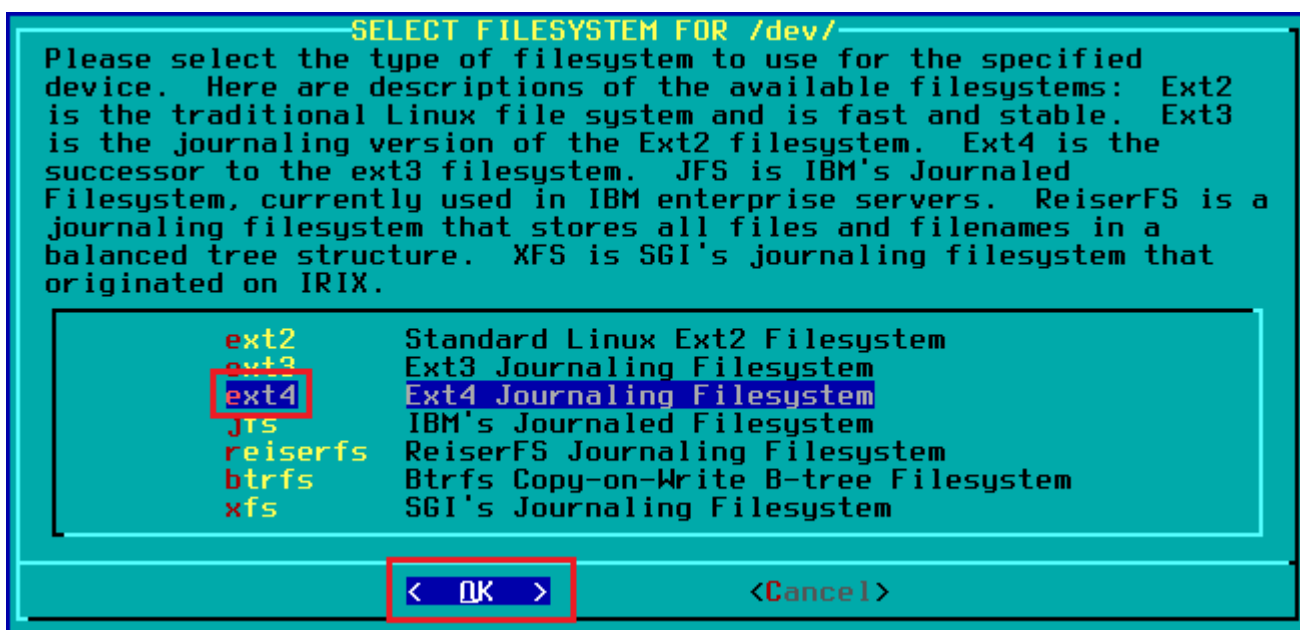 SELECT FILESYSTEM FOR /dev/
Please select the type of filesystem to use for the specified
device.  Here are descriptions of the available filesystems:  Ext2
is the traditional Linux file system and is fast and stable.  Ext3
is the journaling version of the Ext2 filesystem.  Ext4 is the
successor to the ext3 filesystem.  JFS is IBM's Journaled
Filesystem, currently used in IBM enterprise servers.  ReiserFS is a
journaling filesystem that stores all files and filenames in a
balanced tree structure.  XFS is SGI's journaling filesystem that
originated on IRIX.
ext2 Standard Linux Ext2 Filesystem
ext3 Ext3 Journaling Filesystem
ext4 Ext4 Journaling Filesystem
jfs IBM's Journaled Filesystem
reiserfs ReiserFS Journaling Filesystem
btrfs Btrfs Copy-on-Write B-tree Filesystem
xfs SGI's Journaling Filesystem
< OK > <Cancel>